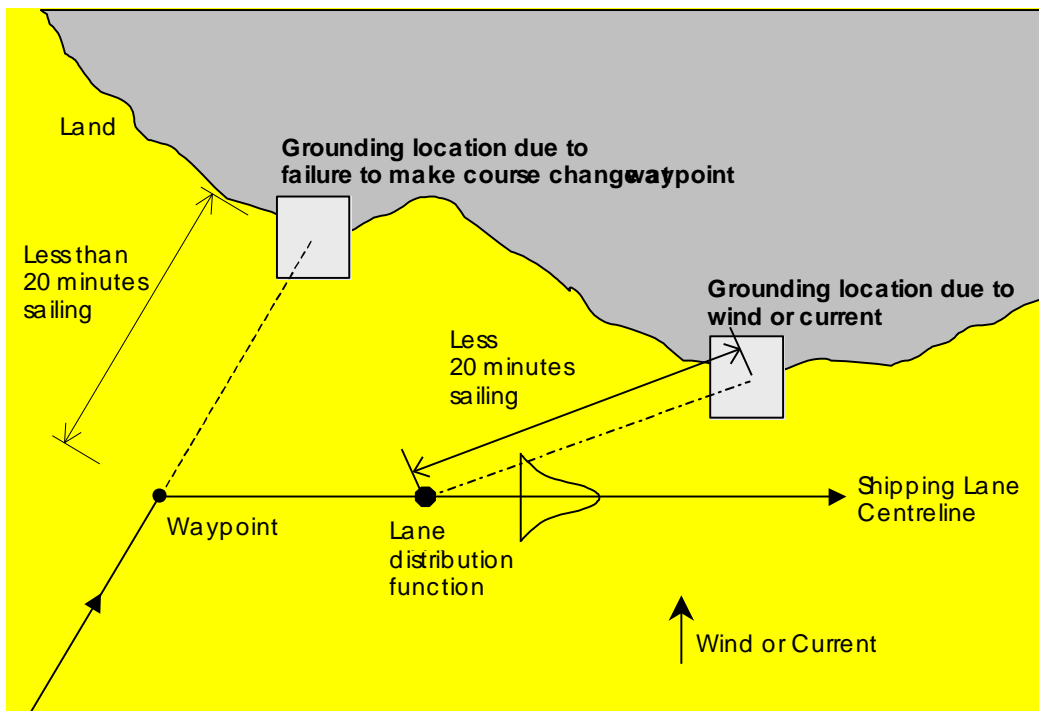 Land
Grounding location due to
failure to make course change at waypoint
Less than
20 minutes
sailing
Grounding location due to
wind or current
Less
20 minutes
sailing
Shipping Lane
Centreline
Waypoint
Lane
distribution
function
Wind or Current